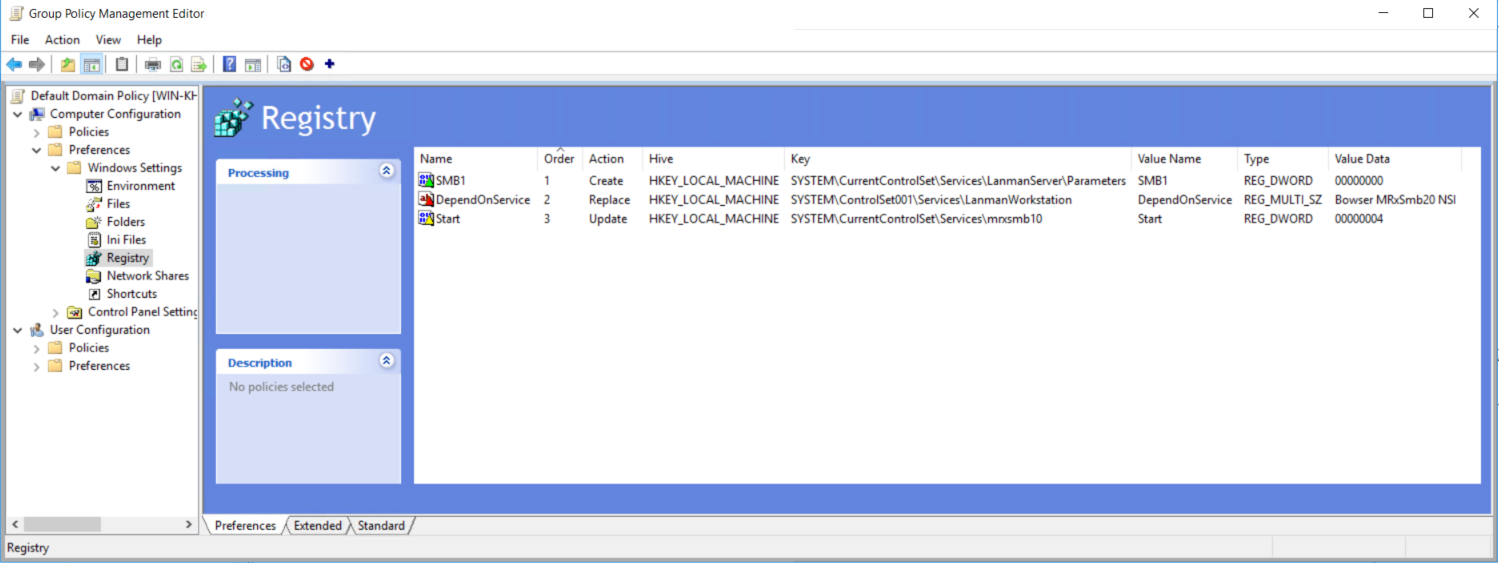 Group Policy Management Editor
File Action View Help
Default Domain Policy [WIN-KH
Computer Configuration
Policies
Preferences
Windows Settings
Environment
Files
Folders
Ini Files
Registry
Network Shares
Shortcuts
Control Panel Setting
User Configuration
Policies
Preferences
Registry
Processing
Description
No policies selected
Name Order Action Hive Key Value Name Type Value Data
SMB1 1 Create HKEY_LOCAL_MACHINE SYSTEM\CurrentControlSet\Services\LanmanServer\Parameters SMB1 REG_DWORD 00000000
DependOnService 2 Replace HKEY_LOCAL_MACHINE SYSTEM\ControlSet001\Services\LanmanWorkstation DependOnService REG_MULTI_SZ Bowser MRxSmb20 NSI
Start 3 Update HKEY_LOCAL_MACHINE SYSTEM\CurrentControlSet\Services\mrxsmb10 Start REG_DWORD 00000004
Preferences Extended Standard
Registry